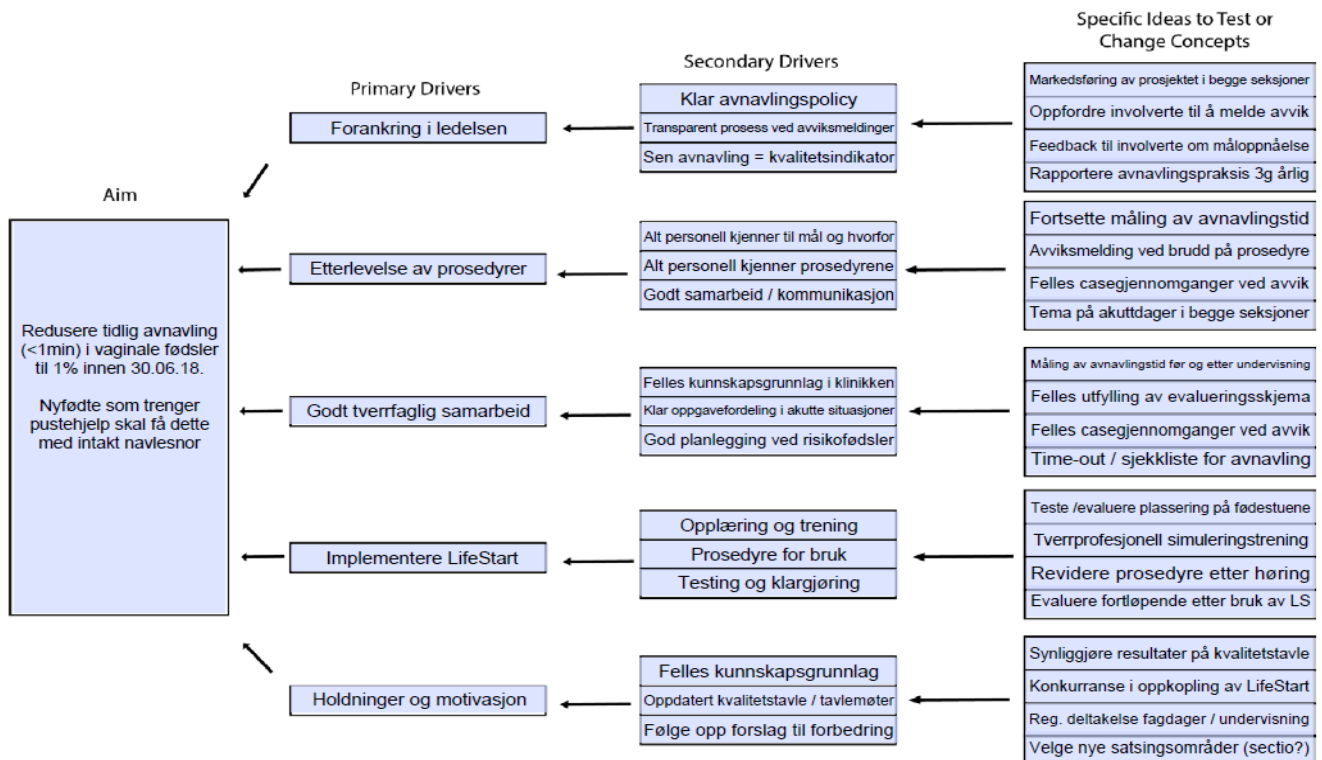 Specific Ideas to Test or
Change Concepts
Secondary Drivers
Primary Drivers
Aim
Redusere tidlig avnavling
(<1min) i vaginale fødsler
til 1% innen 30.06.18.
Nyfødte som trenger
pustehjelp skal få dette
med intakt navlesnor
Forankring i ledelsen
Klar avnavlingspolicy
Transparent prosess ved avviksmeldinger
Sen avnavling = kvalitetsindikator
Markedsføring av prosjektet i begge seksjoner
Oppfordre involverte til å melde avvik
Feedback til involverte om måloppnåelse
Rapportere avnavlingspraksis 3g årlig
Etterlevelse av prosedyrer
Alt personell kjenner til mål og hvorfor
Alt personell kjenner prosedyrene
Godt samarbeid / kommunikasjon
Fortsette måling av avnavlingstid
Avviksmelding ved brudd på prosedyre
Felles casegjennomganger ved avvik
Tema på akuttdager i begge seksjoner
Godt tverrfaglig samarbeid
Felles kunnskapsgrunnlag i klinikken
Klar oppgavefordeling i akutte situasjoner
God planlegging ved risikofødsler
Måling av avnavlingstid før og etter undervisning
Felles utfylling av evalueringsskjema
Felles casegjennomganger ved avvik
Time-out / sjekkliste for avnavling
Implementere LifeStart
Opplæring og trening
Prosedyre for bruk
Testing og klargjøring
Teste /evaluere plassering på fødestuene
Tverrprofesjonell simuleringstrening
Revidere prosedyre etter høring
Evaluere fortløpende etter bruk av LS
Holdninger og motivasjon
Felles kunnskapsgrunnlag
Oppdatert kvalitetstavle / tavlemøter
Følge opp forslag til forbedring
Synliggjøre resultater på kvalitetstavle
Konkurranse i oppkopling av LifeStart
Reg. deltakelse fagdager / undervisning
Velge nye satsingsområder (sectio?)